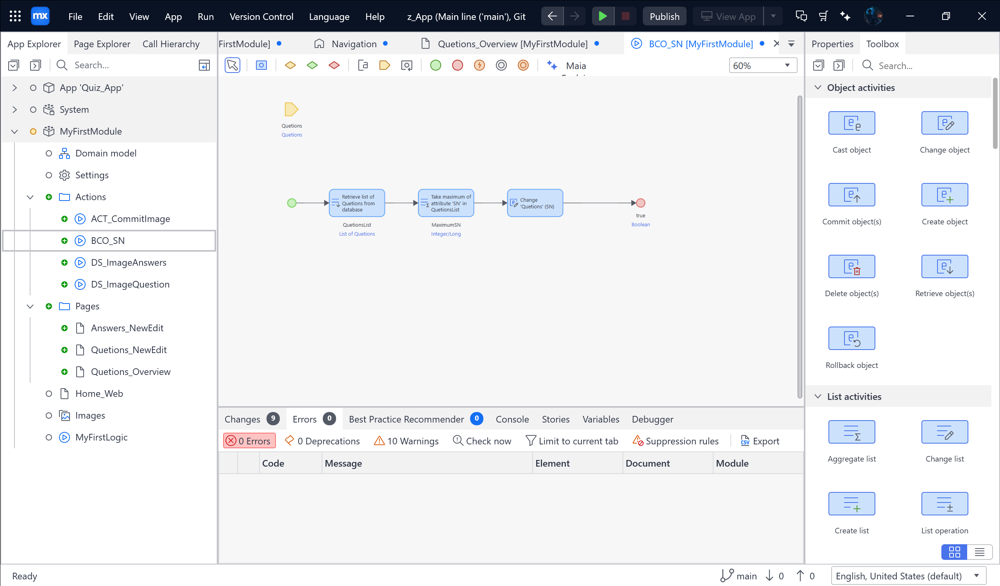 mx File Edit View App Run Version Control Language Help z_App (Main line ('main'), Git Publish View App
App Explorer Page Explorer Call Hierarchy
Search...
App 'Quiz_App'
System
MyFirstModule
Domain model
Settings
Actions
ACT_CommitImage
BCO_SN
DS_ImageAnswers
DS_ImageQuestion
Pages
Answers_NewEdit
Quetions_NewEdit
Quetions_Overview
Home_Web
Images
MyFirstLogic
FirstModule] Navigation Quetions_Overview [MyFirstModule] BCO_SN [MyFirstModule]
Maia
60%
Quetions
Quetions
Retrieve list of
Quetions from
database
QuetionsList
List of Quetions
Take maximum of
attribute 'SN' in
QuetionsList
MaximumSN
Integer/Long
Change
'Quetions' (SN)
true
Boolean
Changes 9 Errors 0 Best Practice Recommender 0 Console Stories Variables Debugger
0 Errors 0 Deprecations 10 Warnings Check now Limit to current tab Suppression rules CSV Export
Code Message Element Document Module
Properties Toolbox
Search...
Object activities
Cast object Change object
Commit object(s) Create object
Delete object(s) Retrieve object(s)
Rollback object
List activities
Aggregate list Change list
Create list List operation
Ready main 0 0 English, United States (default)